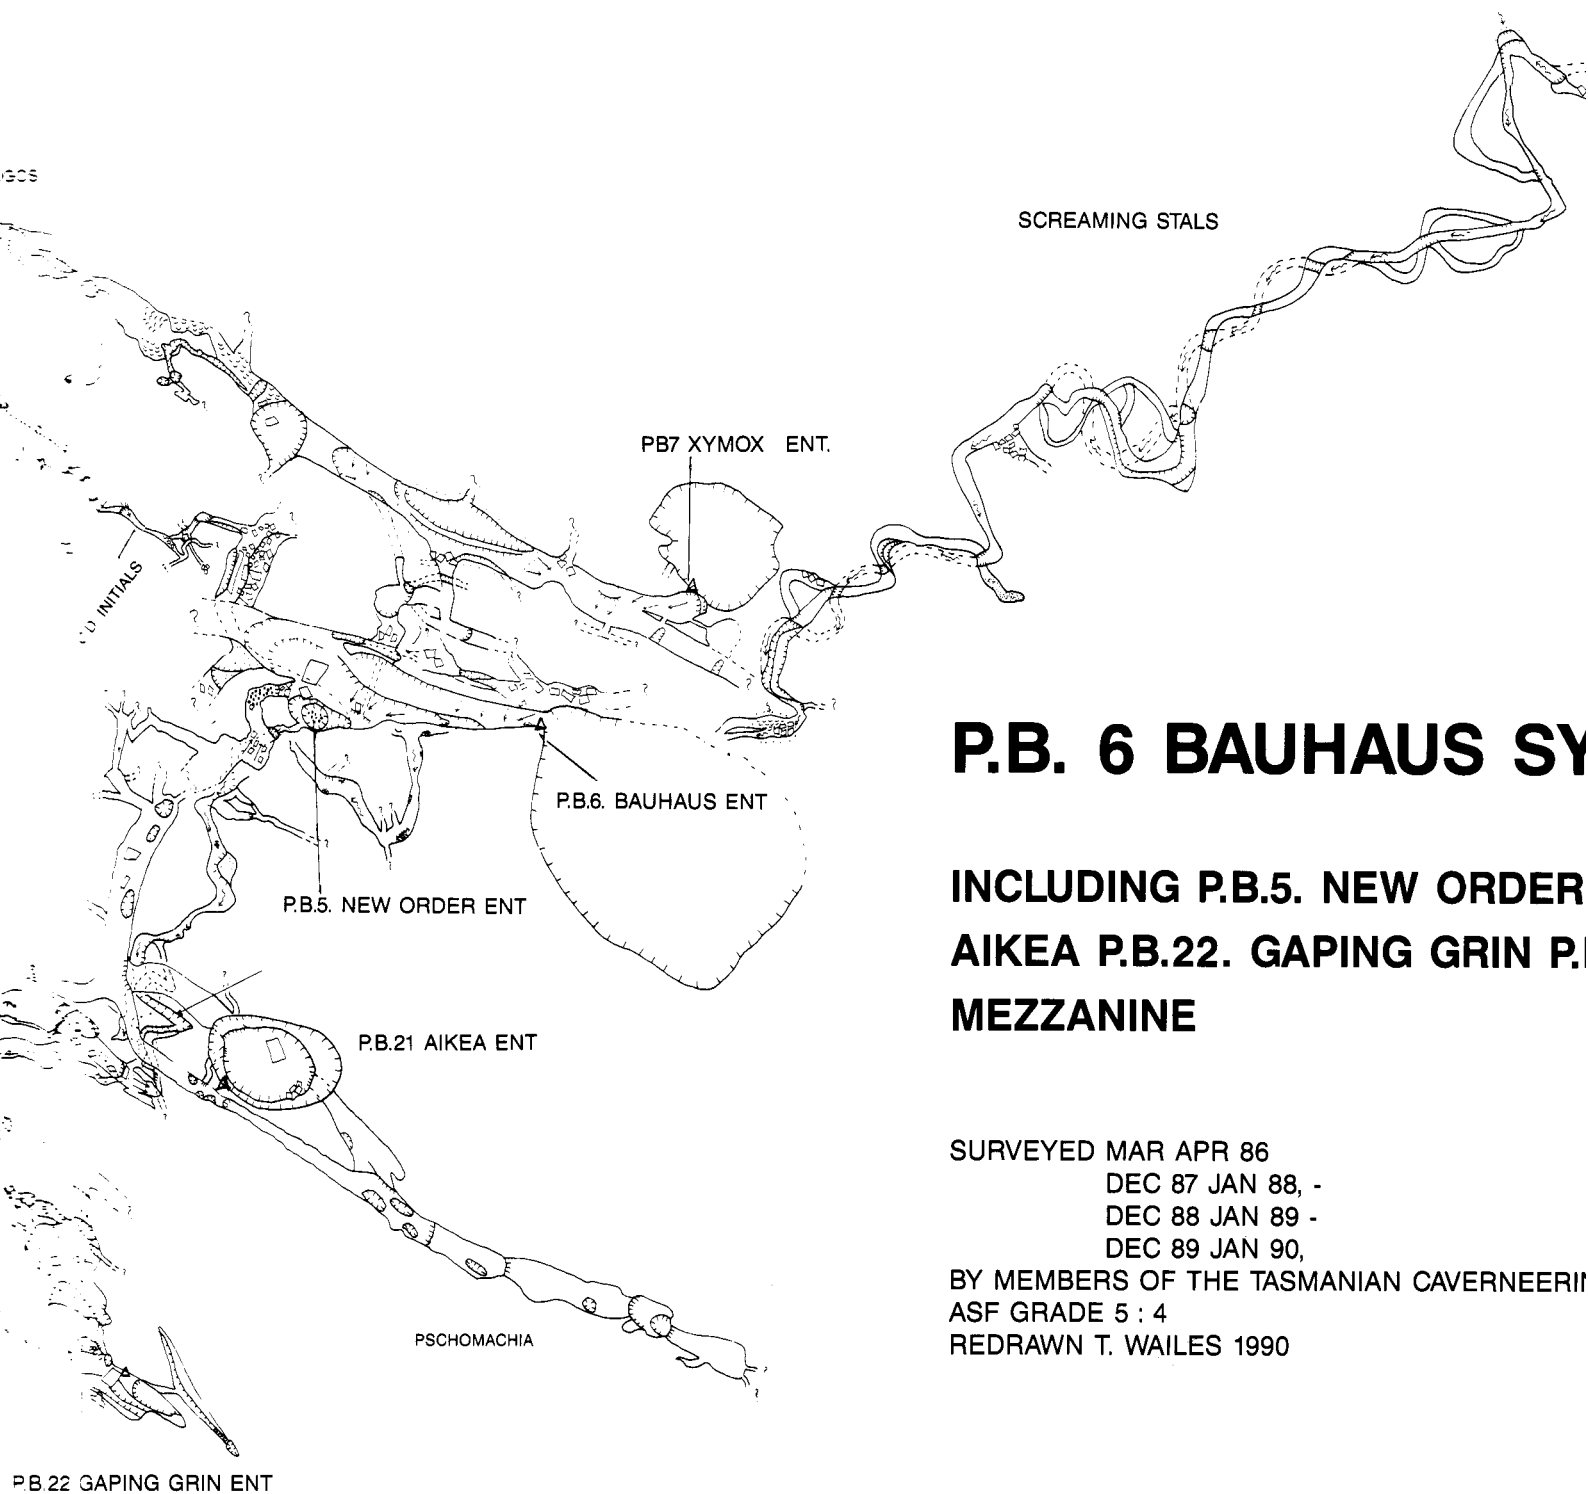 SCREAMING STALS
PB7 XYMOX ENT.
INITIALS
P.B. 6 BAUHAUS SY
P.B.6. BAUHAUS ENT
INCLUDING P.B.5. NEW ORDER
P.B.5. NEW ORDER ENT
AIKEA P.B.22. GAPING GRIN
MEZZANINE
P.B.21 AIKEA ENT
SURVEYED MAR APR 86
DEC 87 JAN 88, -
DEC 88 JAN 89 -
DEC 89 JAN 90,
BY MEMBERS OF THE TASMANIAN CAVERNEERIN
ASF GRADE 5 : 4
REDRAWN T. WAILES 1990
PSCHOMACHIA
P.B.22 GAPING GRIN ENT